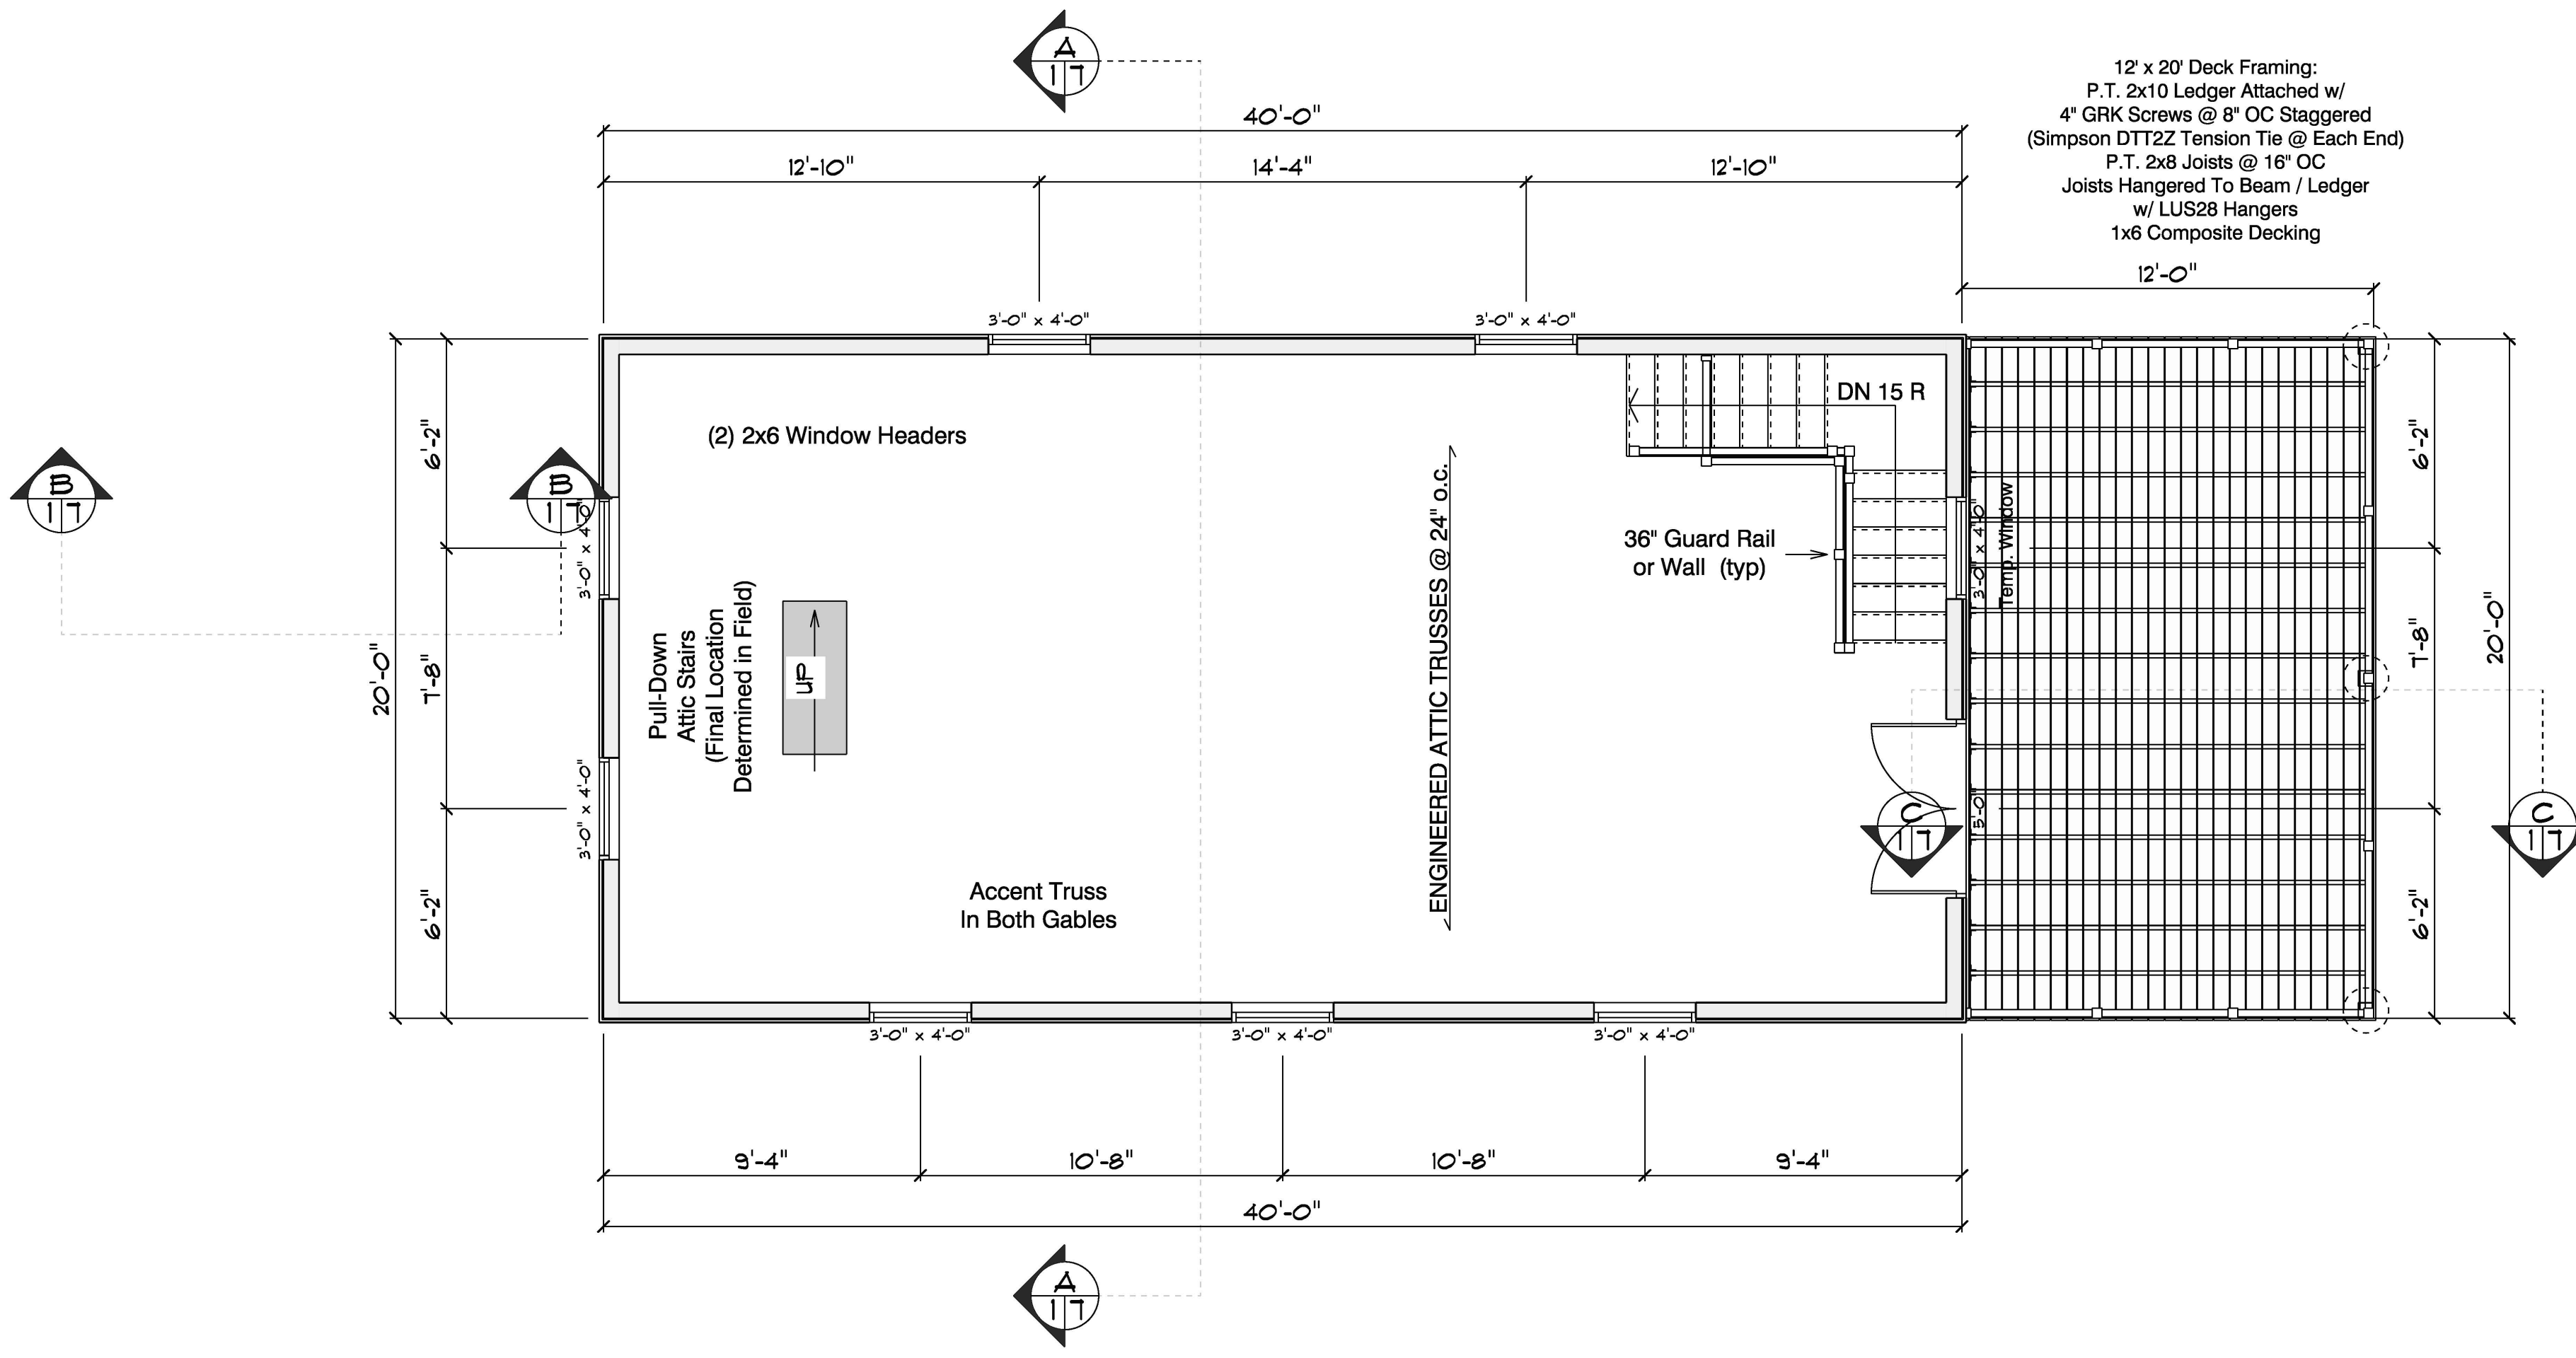 A
17
12' x 20' Deck Framing:
P.T. 2x10 Ledger Attached w/
4" GRK Screws @ 8" OC Staggered
(Simpson DTT2Z Tension Tie @ Each End)
P.T. 2x8 Joists @ 16" OC
Joists Hangered To Beam / Ledger
w/ LUS28 Hangers
1x6 Composite Decking
40'-0"
12'-10"
14'-4"
12'-10"
12'-0"
3'-0" x 4'-0"
3'-0" x 4'-0"
DN 15 R
(2) 2x6 Window Headers
6'-2"
7'-8"
6'-2"
20'-0"
B
17
B
17
3'-0" x 4'-0"
3'-0" x 4'-0"
Pull-Down
Attic Stairs
(Final Location
Determined in Field)
UP
ENGINEERED ATTIC TRUSSES @ 24" o.c.
36" Guard Rail
or Wall (typ)
3'-0" x 4'-0"
Temp. Window
5'-0"
6'-2"
7'-8"
6'-2"
20'-0"
C
17
C
17
Accent Truss
In Both Gables
3'-0" x 4'-0"
3'-0" x 4'-0"
3'-0" x 4'-0"
9'-4"
10'-8"
10'-8"
9'-4"
40'-0"
A
17